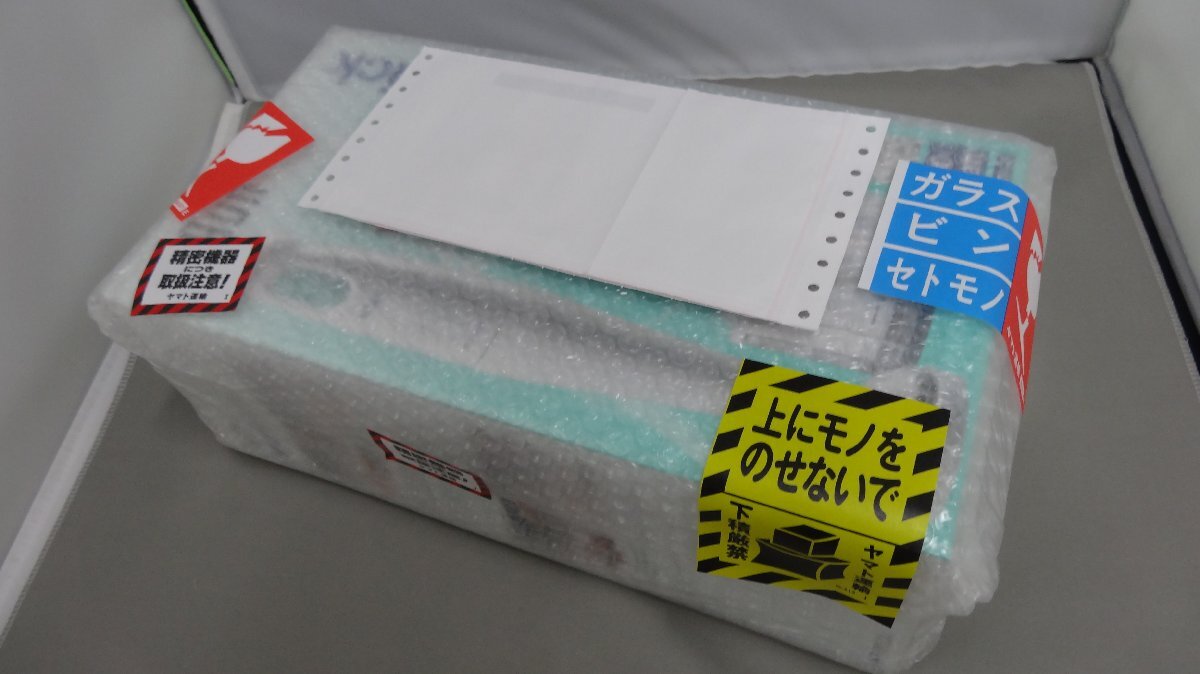 精密機器
につき
取扱注意!
ヤマト運輸
ガラス
ビン
セトモノ
上にモノを
のせないで
下積厳禁
ヤマト運輸